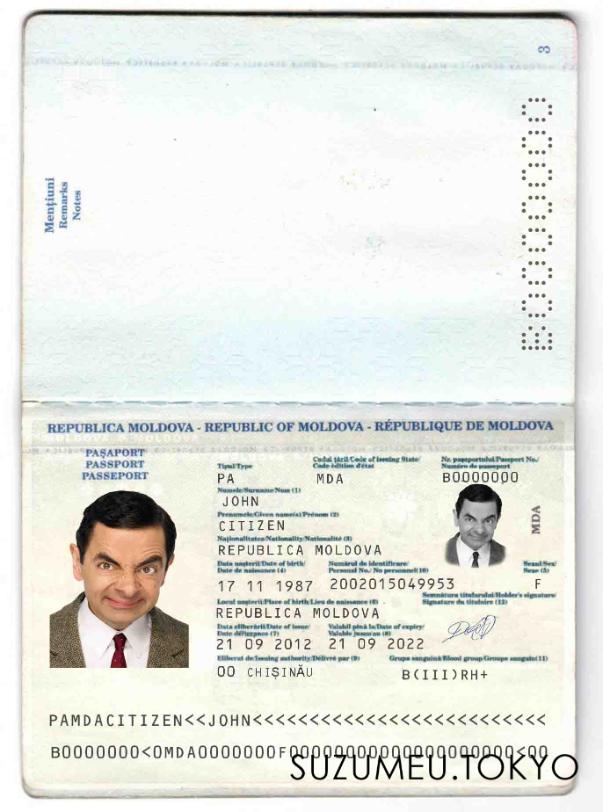 3
Mențiuni
Remarks
Notes
B0000000
REPUBLICA MOLDOVA - REPUBLIC OF MOLDOVA - RÉPUBLIQUE DE MOLDOVA
PAȘAPORT
PASSPORT
PASSEPORT
Tipul/Type
Codul țării/Code of issuing State/
Code édition d'état
Nr. pașaportului/Passport No./
Numéro de passeport
PA
MDA
B0000000
Numele/Surname/Nom (1)
JOHN
Prenumele/Given name(s)/Prénom (2)
CITIZEN
Naționalitatea/Nationality/Nationalité (3)
REPUBLICA MOLDOVA
MDA
Data nașterii/Date of birth/
Date de naissance (4)
Numărul de identificare/
Personal No./ No personnel(10)
Sexul/Sex/
Sexe (5)
17 11 1987
2002015049953
F
Locul nașterii/Place of birth/Lieu de naissance (6)
Semnătura titularului/Holder's signature/
Signature du titulaire (12)
REPUBLICA MOLDOVA
Data eliberării/Date of issue/
Date délivrance (7)
Valabil pînă la/Date of expiry/
Valable jusqu'au (8)
21 09 2012
21 09 2022
Eliberat de/Issuing authority/Délivré par (9)
Grupa sanguină/Blood group/Groupe sanguin(11)
00 CHIȘINĂU
B(III)RH+
PAMDACITIZEN<<JOHN<<<<<<<<<<<<<<<<<<<<<<<<<<
B0000000<0MDA0000000F00000000000000000000<00
SUZUMEU.TOKYO